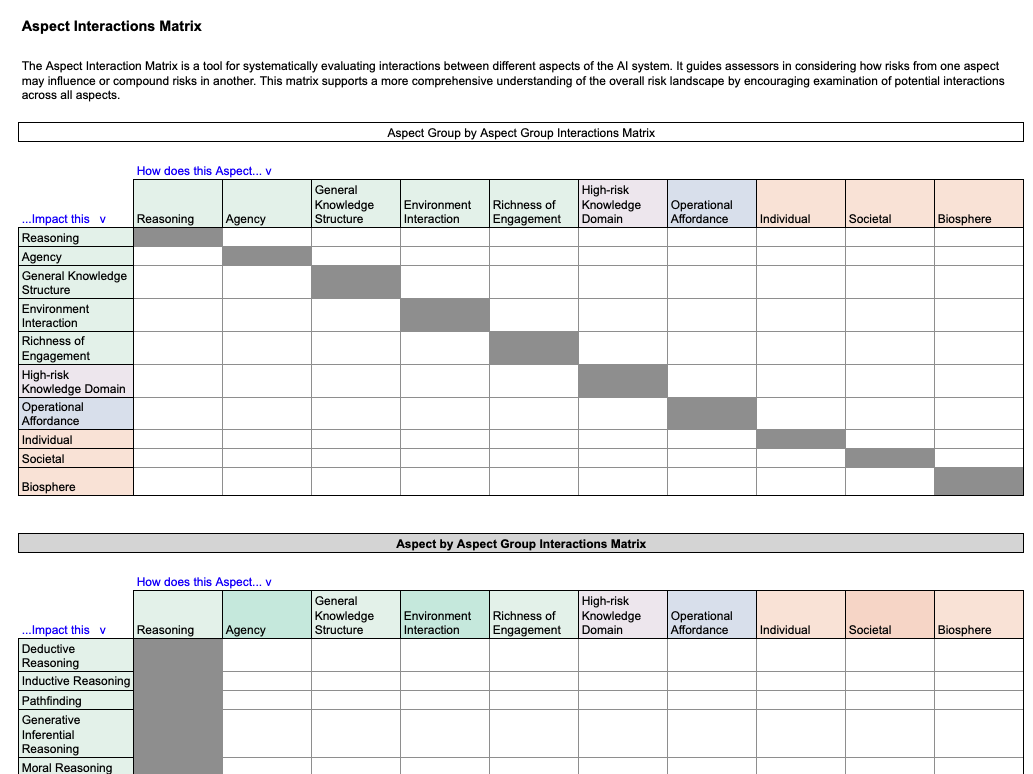 Aspect Interactions Matrix
The Aspect Interaction Matrix is a tool for systematically evaluating interactions between different aspects of the AI system. It guides assessors in considering how risks from one aspect
may influence or compound risks in another. This matrix supports a more comprehensive understanding of the overall risk landscape by encouraging examination of potential interactions
across all aspects.
Aspect Group by Aspect Group Interactions Matrix
How does this Aspect... v
...Impact this v
Reasoning
Agency
General
Knowledge
Structure
Environment
Interaction
Richness of
Engagement
High-risk
Knowledge
Domain
Operational
Affordance
Individual
Societal
Biosphere
Reasoning
Agency
General Knowledge
Structure
Environment
Interaction
Richness of
Engagement
High-risk
Knowledge Domain
Operational
Affordance
Individual
Societal
Biosphere
Aspect by Aspect Group Interactions Matrix
How does this Aspect... v
...Impact this v
Reasoning
Agency
General
Knowledge
Structure
Environment
Interaction
Richness of
Engagement
High-risk
Knowledge
Domain
Operational
Affordance
Individual
Societal
Biosphere
Deductive
Reasoning
Inductive Reasoning
Pathfinding
Generative
Inferential
Reasoning
Moral Reasoning